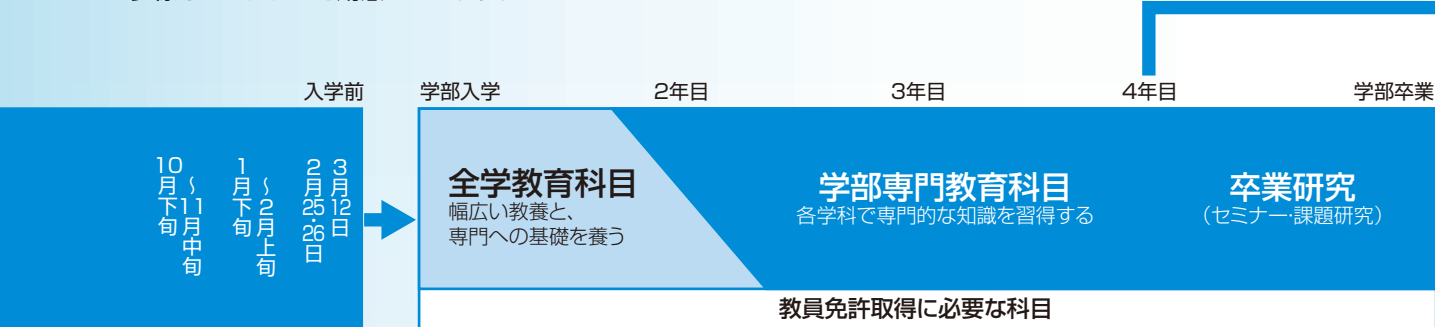 入学前
学部入学
2年目
3年目
4年目
学部卒業
3月12日
2月25・26日
1月下旬
~2月上旬
10月下旬
~11月中旬
全学教育科目
幅広い教養と、
専門への基礎を養う
学部専門教育科目
各学科で専門的な知識を習得する
卒業研究
(セミナー・課題研究)
教員免許取得に必要な科目